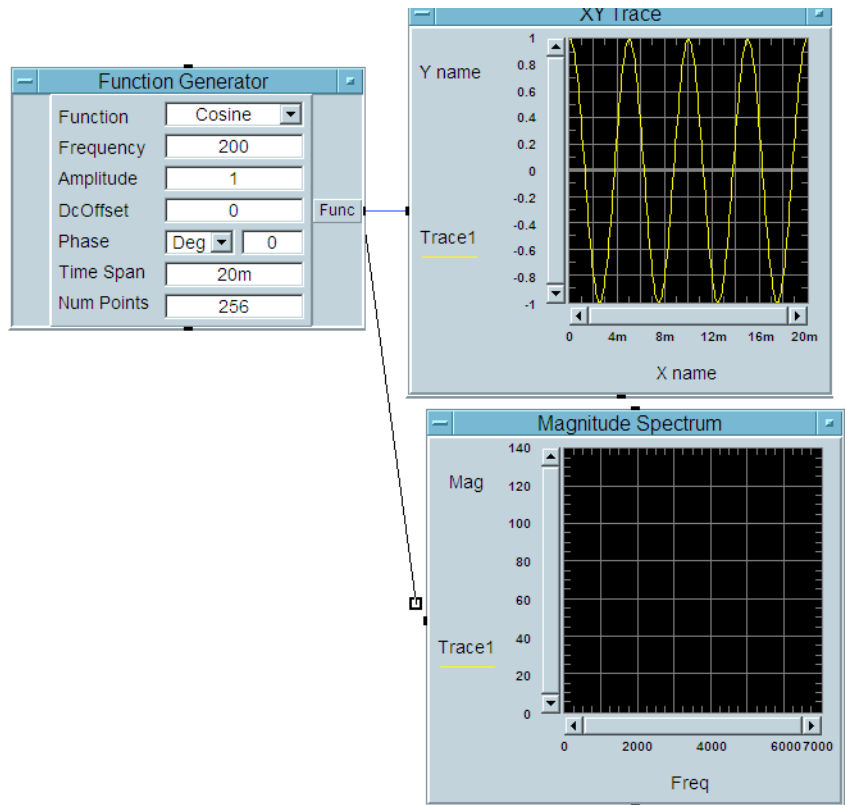 Function Generator
Function Cosine
Frequency 200
Amplitude 1
DcOffset 0
Phase Deg 0
Time Span 20m
Num Points 256
Func
XY Trace
Y name
Trace1
1
0.8
0.6
0.4
0.2
0
-0.2
-0.4
-0.6
-0.8
-1
0 4m 8m 12m 16m 20m
X name
Magnitude Spectrum
Mag
Trace1
140
120
100
80
60
40
20
0
0 2000 4000 6000 7000
Freq